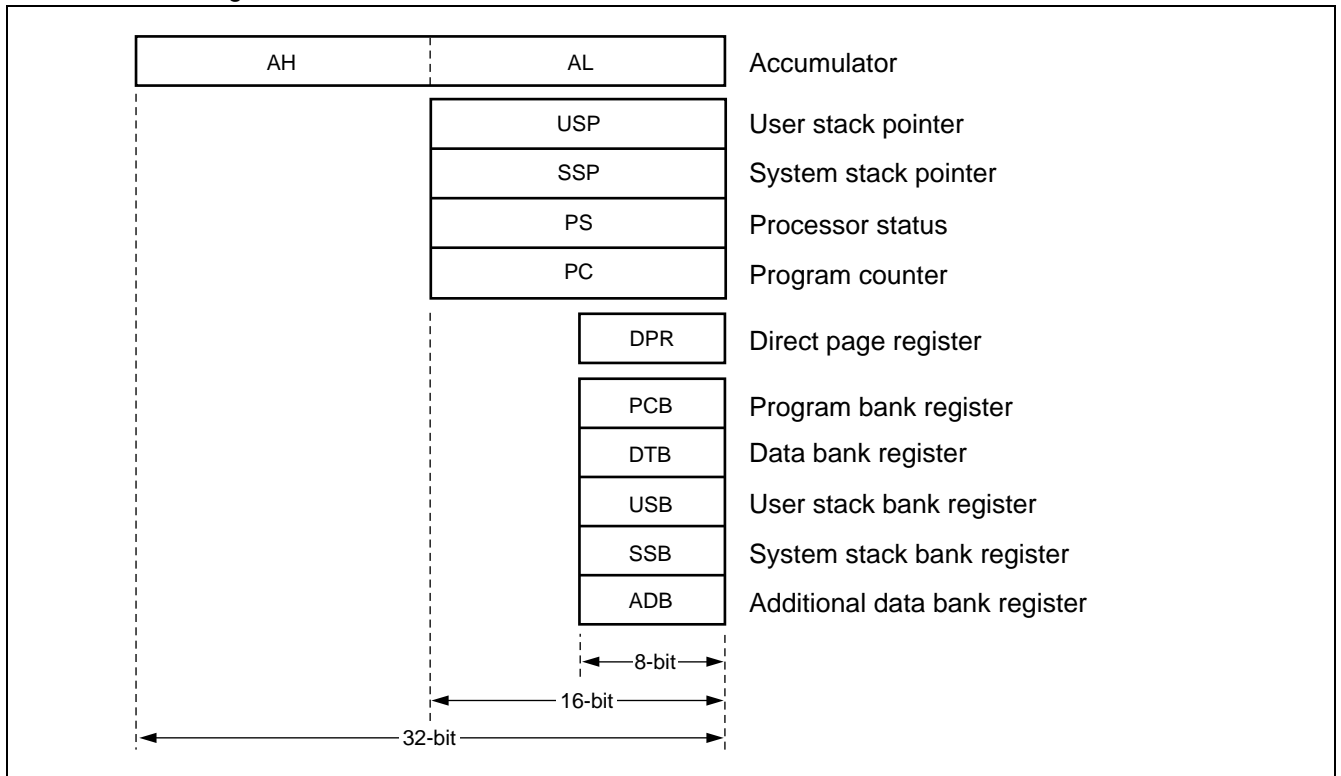 AH AL Accumulator
USP User stack pointer
SSP System stack pointer
PS Processor status
PC Program counter
DPR Direct page register
PCB Program bank register
DTB Data bank register
USB User stack bank register
SSB System stack bank register
ADB Additional data bank register
8-bit
16-bit
32-bit